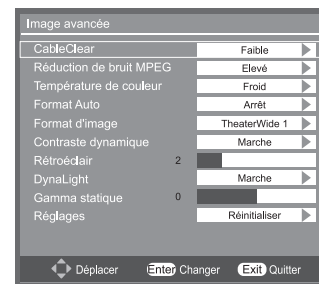 Image avancée
CableClear Faible
Réduction de bruit MPEG Elevé
Température de couleur Froid
Format Auto Arrêt
Format d'image TheaterWide 1
Contraste dynamique Marche
Rétroéclair 2
DynaLight Marche
Gamma statique 0
Réglages Réinitialiser
Déplacer Enter Changer Exit Quitter